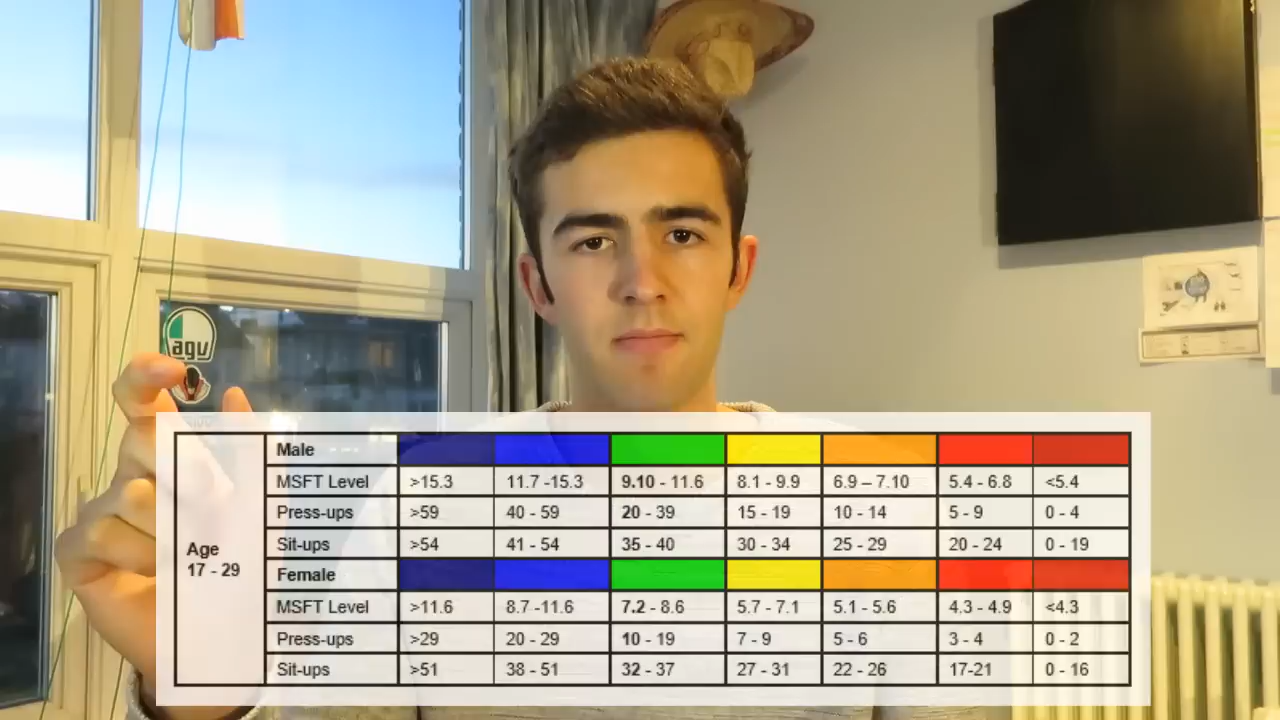 agv
Male
MSFT Level >15.3 11.7 -15.3 9.10 - 11.6 8.1 - 9.9 6.9 – 7.10 5.4 - 6.8 <5.4
Press-ups >59 40 - 59 20 - 39 15 - 19 10 - 14 5 - 9 0 - 4
Sit-ups >54 41 - 54 35 - 40 30 - 34 25 - 29 20 - 24 0 - 19
Age
17 - 29
Female
MSFT Level >11.6 8.7 -11.6 7.2 - 8.6 5.7 - 7.1 5.1 - 5.6 4.3 - 4.9 <4.3
Press-ups >29 20 - 29 10 - 19 7 - 9 5 - 6 3 - 4 0 - 2
Sit-ups >51 38 - 51 32 - 37 27 - 31 22 - 26 17-21 0 - 16